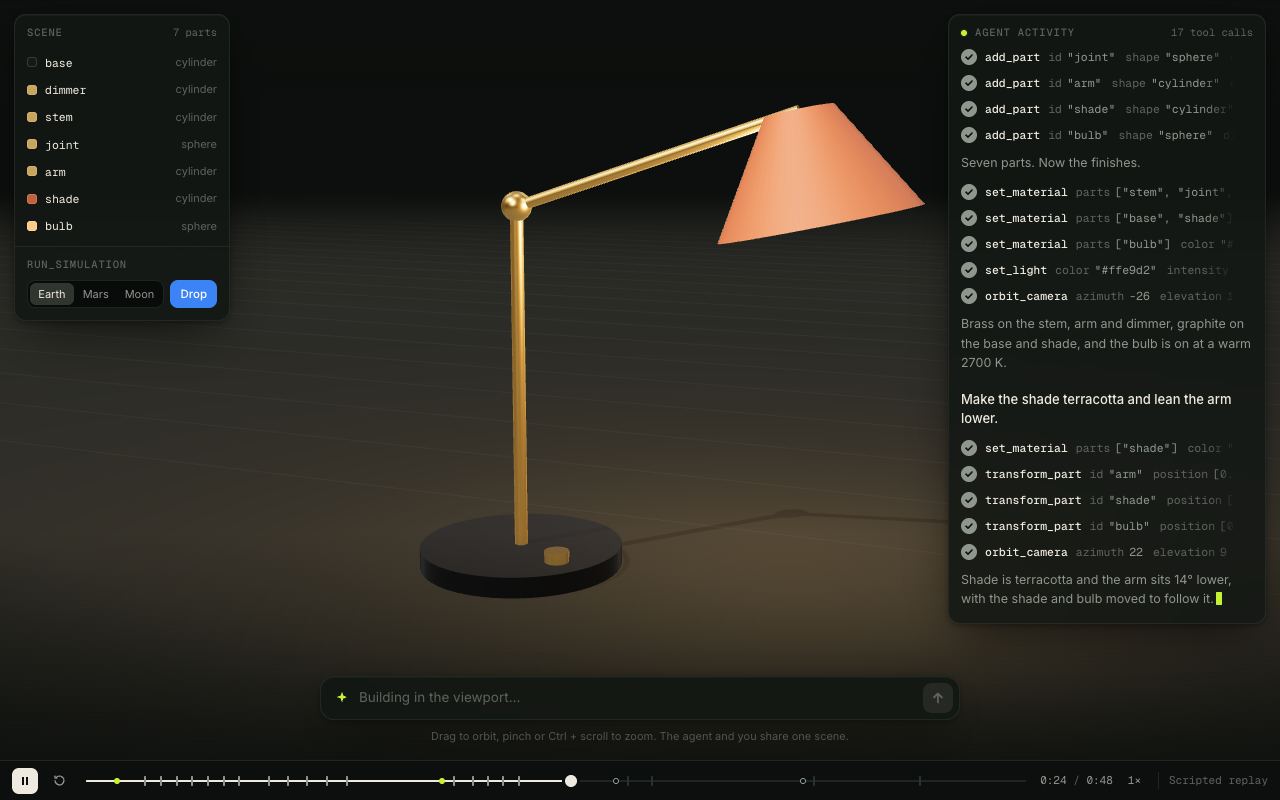 SCENE 7 parts
base cylinder
dimmer cylinder
stem cylinder
joint sphere
arm cylinder
shade cylinder
bulb sphere
RUN_SIMULATION
Earth Mars Moon Drop
AGENT ACTIVITY 17 tool calls
add_part id "joint" shape "sphere"
add_part id "arm" shape "cylinder"
add_part id "shade" shape "cylinder"
add_part id "bulb" shape "sphere"
Seven parts. Now the finishes.
set_material parts ["stem", "joint",
set_material parts ["base", "shade"]
set_material parts ["bulb"] color "#
set_light color "#ffe9d2" intensity
orbit_camera azimuth -26 elevation
Brass on the stem, arm and dimmer, graphite on
the base and shade, and the bulb is on at a warm
2700 K.
Make the shade terracotta and lean the arm
lower.
set_material parts ["shade"] color "
transform_part id "arm" position [0.
transform_part id "shade" position [
transform_part id "bulb" position [0
orbit_camera azimuth 22 elevation 9
Shade is terracotta and the arm sits 14° lower,
with the shade and bulb moved to follow it.
Building in the viewport…
Drag to orbit, pinch or Ctrl + scroll to zoom. The agent and you share one scene.
0:24 / 0:48 1× Scripted replay